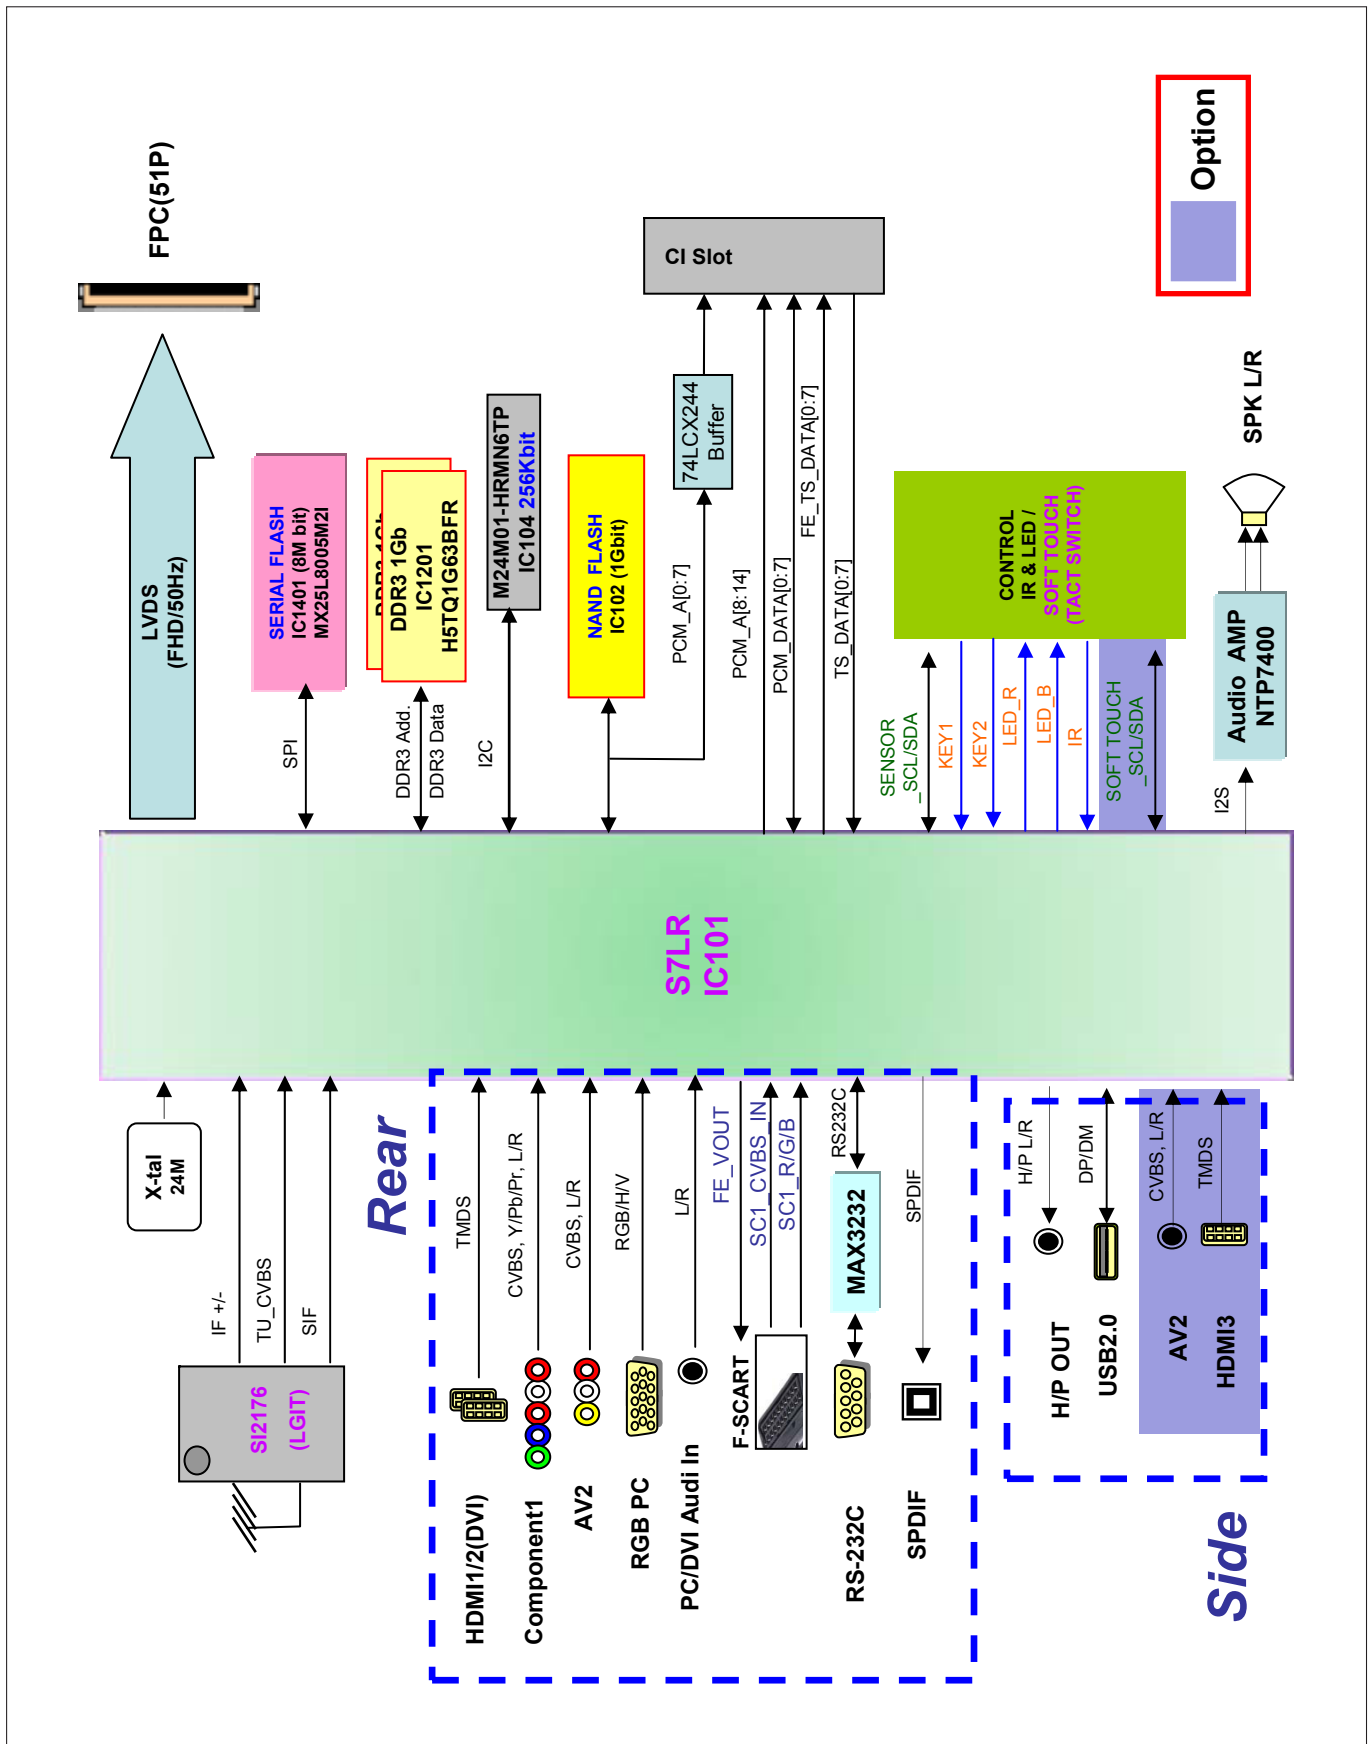 X-tal
24M
SI2176
(LGIT)
IF +/-
TU_CVBS
SIF
Rear
HDMI1/2(DVI)
TMDS
Component1
CVBS, Y/Pb/Pr, L/R
AV2
CVBS, L/R
RGB PC
RGB/H/V
PC/DVI Audi In
L/R
F-SCART
FE_VOUT
SC1_CVBS_IN
SC1_R/G/B
RS-232C
MAX3232
RS232C
SPDIF
SPDIF
Side
H/P OUT
H/P L/R
USB2.0
DP/DM
AV2
CVBS, L/R
HDMI3
TMDS
S7LR
IC101
LVDS
(FHD/50Hz)
FPC(51P)
SPI
SERIAL FLASH
IC1401 (8M bit)
MX25L8005M2I
DDR3 Add.
DDR3 Data
DDR3 1Gb
DDR3 1Gb
IC1201
H5TQ1G63BFR
I2C
M24M01-HRMN6TP
IC104 256Kbit
NAND FLASH
IC102 (1Gbit)
PCM_A[0:7]
74LCX244
Buffer
CI Slot
PCM_A[8:14]
PCM_DATA[0:7]
FE_TS_DATA[0:7]
TS_DATA[0:7]
SENSOR
_SCL/SDA
KEY1
KEY2
LED_R
LED_B
IR
SOFT TOUCH
_SCL/SDA
CONTROL
IR & LED /
SOFT TOUCH
(TACT SWITCH)
I2S
Audio AMP
NTP7400
SPK L/R
Option